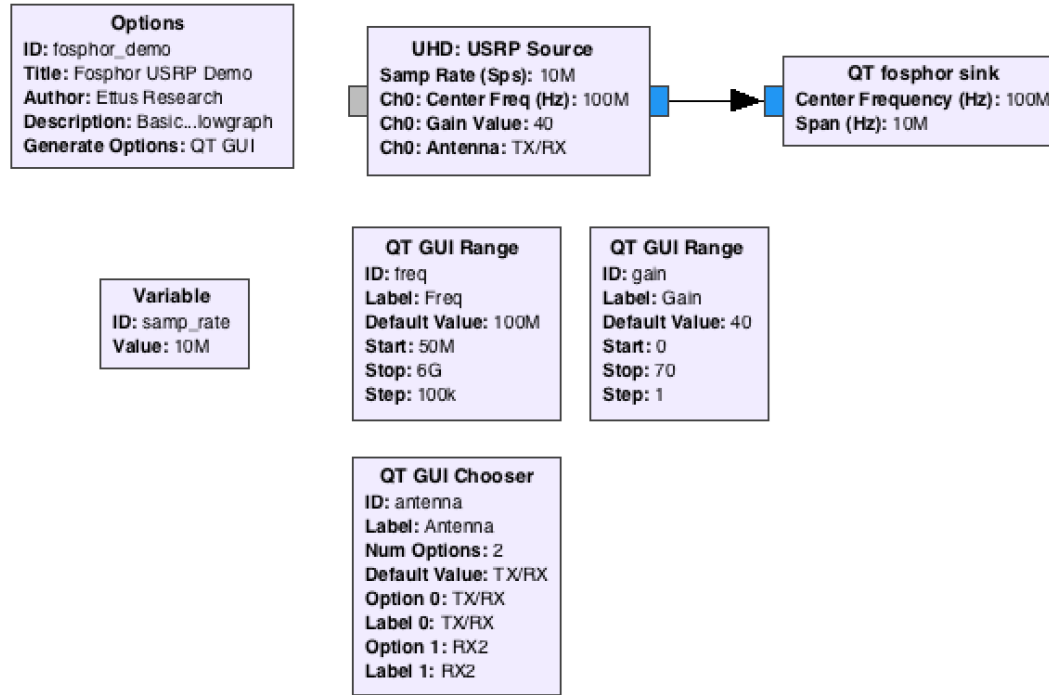 Options
ID: fosphor_demo
Title: Fosphor USRP Demo
Author: Ettus Research
Description: Basic...lowgraph
Generate Options: QT GUI
UHD: USRP Source
Samp Rate (Sps): 10M
Ch0: Center Freq (Hz): 100M
Ch0: Gain Value: 40
Ch0: Antenna: TX/RX
QT fosphor sink
Center Frequency (Hz): 100M
Span (Hz): 10M
Variable
ID: samp_rate
Value: 10M
QT GUI Range
ID: freq
Label: Freq
Default Value: 100M
Start: 50M
Stop: 6G
Step: 100k
QT GUI Range
ID: gain
Label: Gain
Default Value: 40
Start: 0
Stop: 70
Step: 1
QT GUI Chooser
ID: antenna
Label: Antenna
Num Options: 2
Default Value: TX/RX
Option 0: TX/RX
Label 0: TX/RX
Option 1: RX2
Label 1: RX2